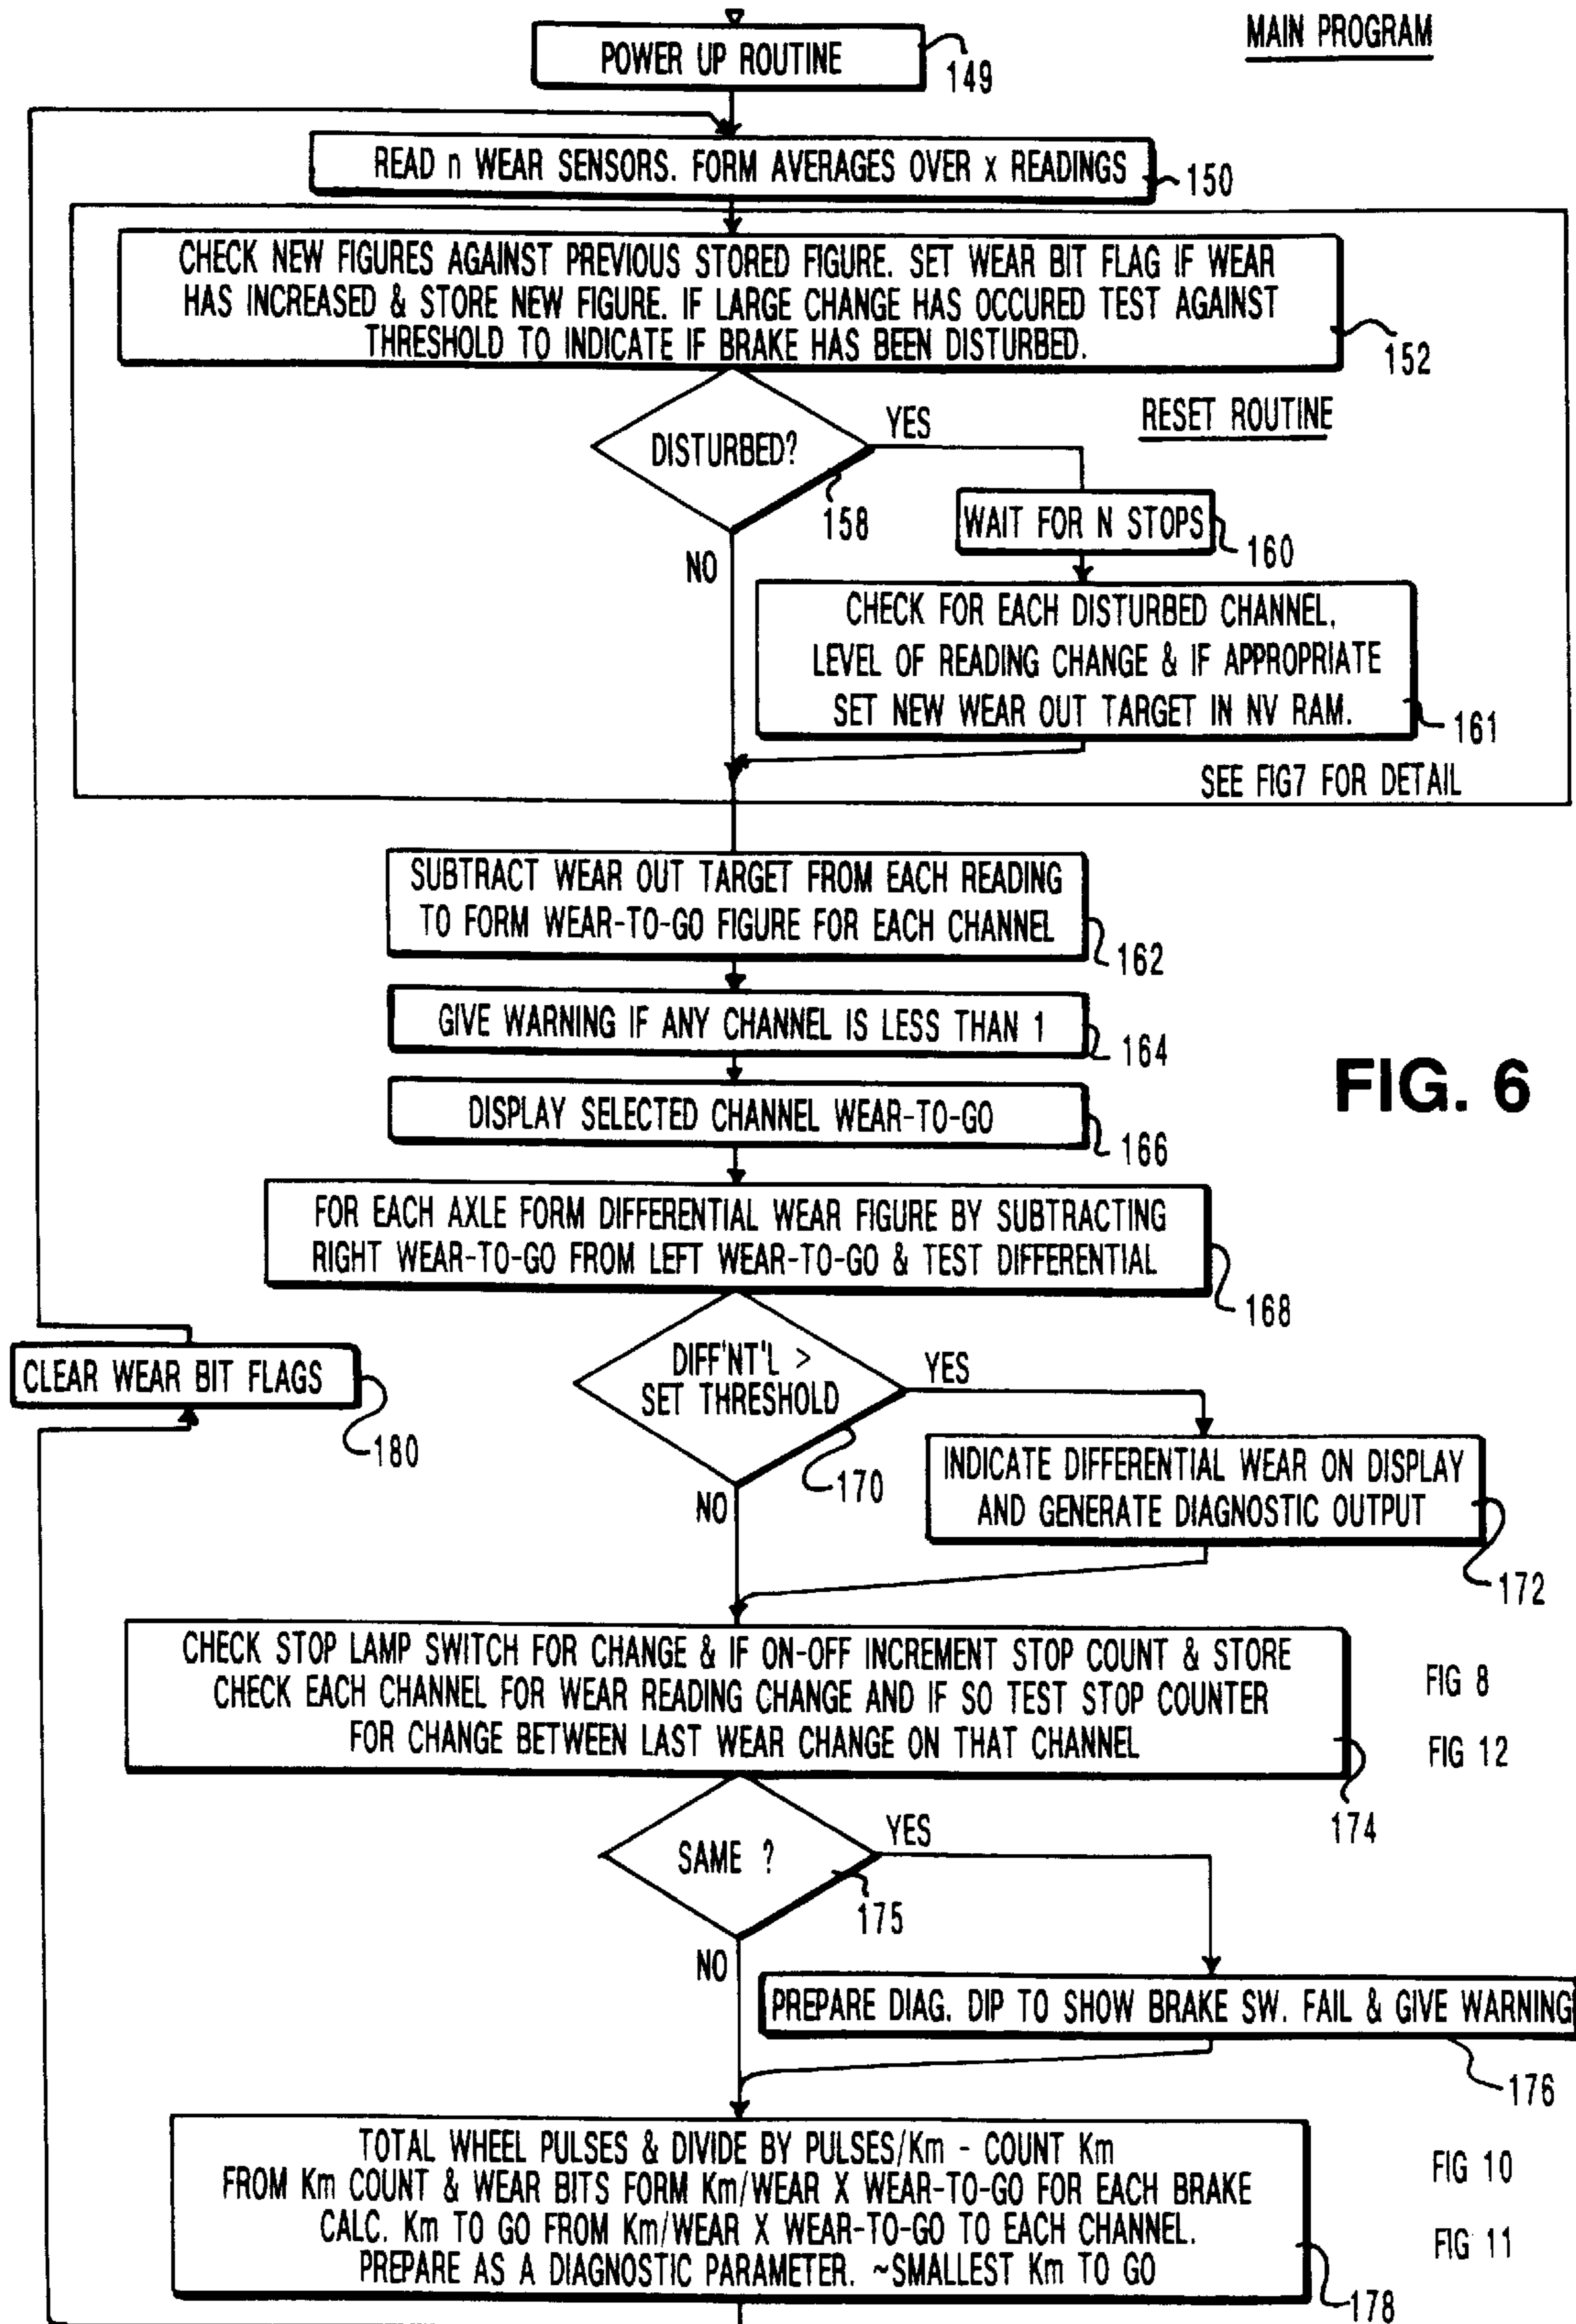 MAIN PROGRAM
POWER UP ROUTINE
149
READ n WEAR SENSORS. FORM AVERAGES OVER x READINGS
150
CHECK NEW FIGURES AGAINST PREVIOUS STORED FIGURE. SET WEAR BIT FLAG IF WEAR
HAS INCREASED & STORE NEW FIGURE. IF LARGE CHANGE HAS OCCURED TEST AGAINST
THRESHOLD TO INDICATE IF BRAKE HAS BEEN DISTURBED.
152
RESET ROUTINE
DISTURBED?
YES
158
NO
WAIT FOR N STOPS
160
CHECK FOR EACH DISTURBED CHANNEL,
LEVEL OF READING CHANGE & IF APPROPRIATE
SET NEW WEAR OUT TARGET IN NV RAM.
161
SEE FIG7 FOR DETAIL
SUBTRACT WEAR OUT TARGET FROM EACH READING
TO FORM WEAR-TO-GO FIGURE FOR EACH CHANNEL
162
GIVE WARNING IF ANY CHANNEL IS LESS THAN 1
164
FIG. 6
DISPLAY SELECTED CHANNEL WEAR-TO-GO
166
FOR EACH AXLE FORM DIFFERENTIAL WEAR FIGURE BY SUBTRACTING
RIGHT WEAR-TO-GO FROM LEFT WEAR-TO-GO & TEST DIFFERENTIAL
168
CLEAR WEAR BIT FLAGS
180
DIFF'NT'L >
SET THRESHOLD
YES
170
NO
INDICATE DIFFERENTIAL WEAR ON DISPLAY
AND GENERATE DIAGNOSTIC OUTPUT
172
CHECK STOP LAMP SWITCH FOR CHANGE & IF ON-OFF INCREMENT STOP COUNT & STORE
CHECK EACH CHANNEL FOR WEAR READING CHANGE AND IF SO TEST STOP COUNTER
FOR CHANGE BETWEEN LAST WEAR CHANGE ON THAT CHANNEL
FIG 8
FIG 12
174
SAME ?
YES
175
NO
PREPARE DIAG. DIP TO SHOW BRAKE SW. FAIL & GIVE WARNING
176
TOTAL WHEEL PULSES & DIVIDE BY PULSES/Km - COUNT Km
FROM Km COUNT & WEAR BITS FORM Km/WEAR X WEAR-TO-GO FOR EACH BRAKE
CALC. Km TO GO FROM Km/WEAR X WEAR-TO-GO TO EACH CHANNEL.
PREPARE AS A DIAGNOSTIC PARAMETER. ~SMALLEST Km TO GO
FIG 10
FIG 11
178